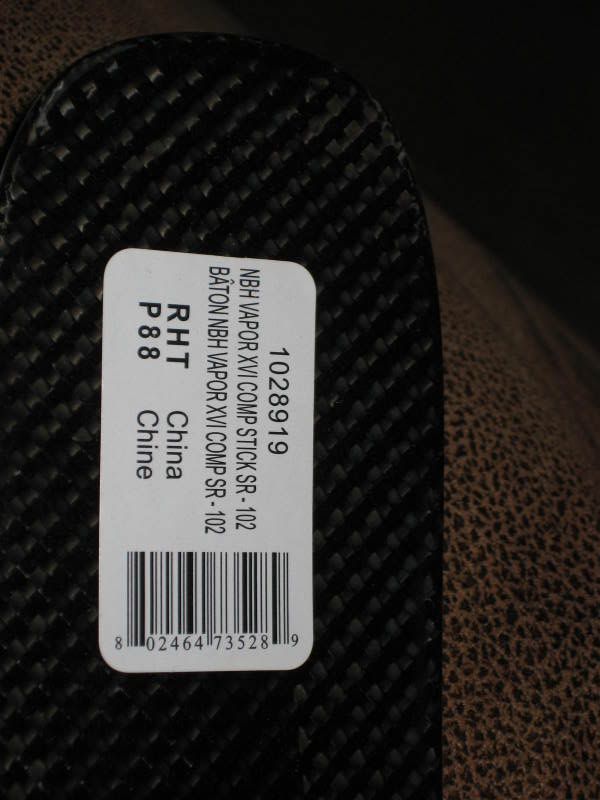 1028919
NBH VAPOR XVI COMP STICK SR - 102
BÂTON NBH VAPOR XVI COMP SR - 102
RHT China
P88 Chine
8 02464 73528 9